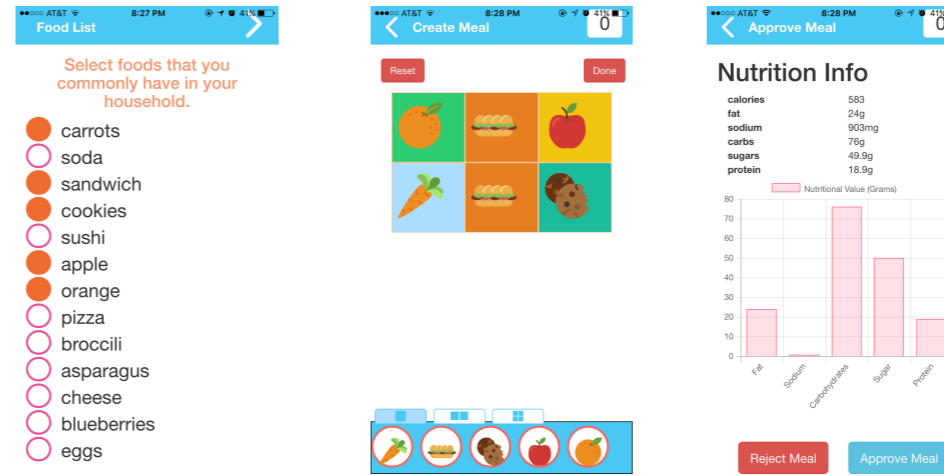 ●●○○○ AT&T 8:27 PM 41%
Food List
Select foods that you
commonly have in your
household.
carrots
soda
sandwich
cookies
sushi
apple
orange
pizza
broccili
asparagus
cheese
blueberries
eggs
●●○○○ AT&T 8:28 PM 41%
Create Meal 0
Reset Done
●●○○○ AT&T 8:28 PM 41%
Approve Meal 0
Nutrition Info
calories 583
fat 24g
sodium 903mg
carbs 76g
sugars 49.9g
protein 18.9g
Nutritional Value (Grams)
80
70
60
50
40
30
20
10
0
Fat
Sodium
Carbohydrates
Sugar
Protein
Reject Meal Approve Meal